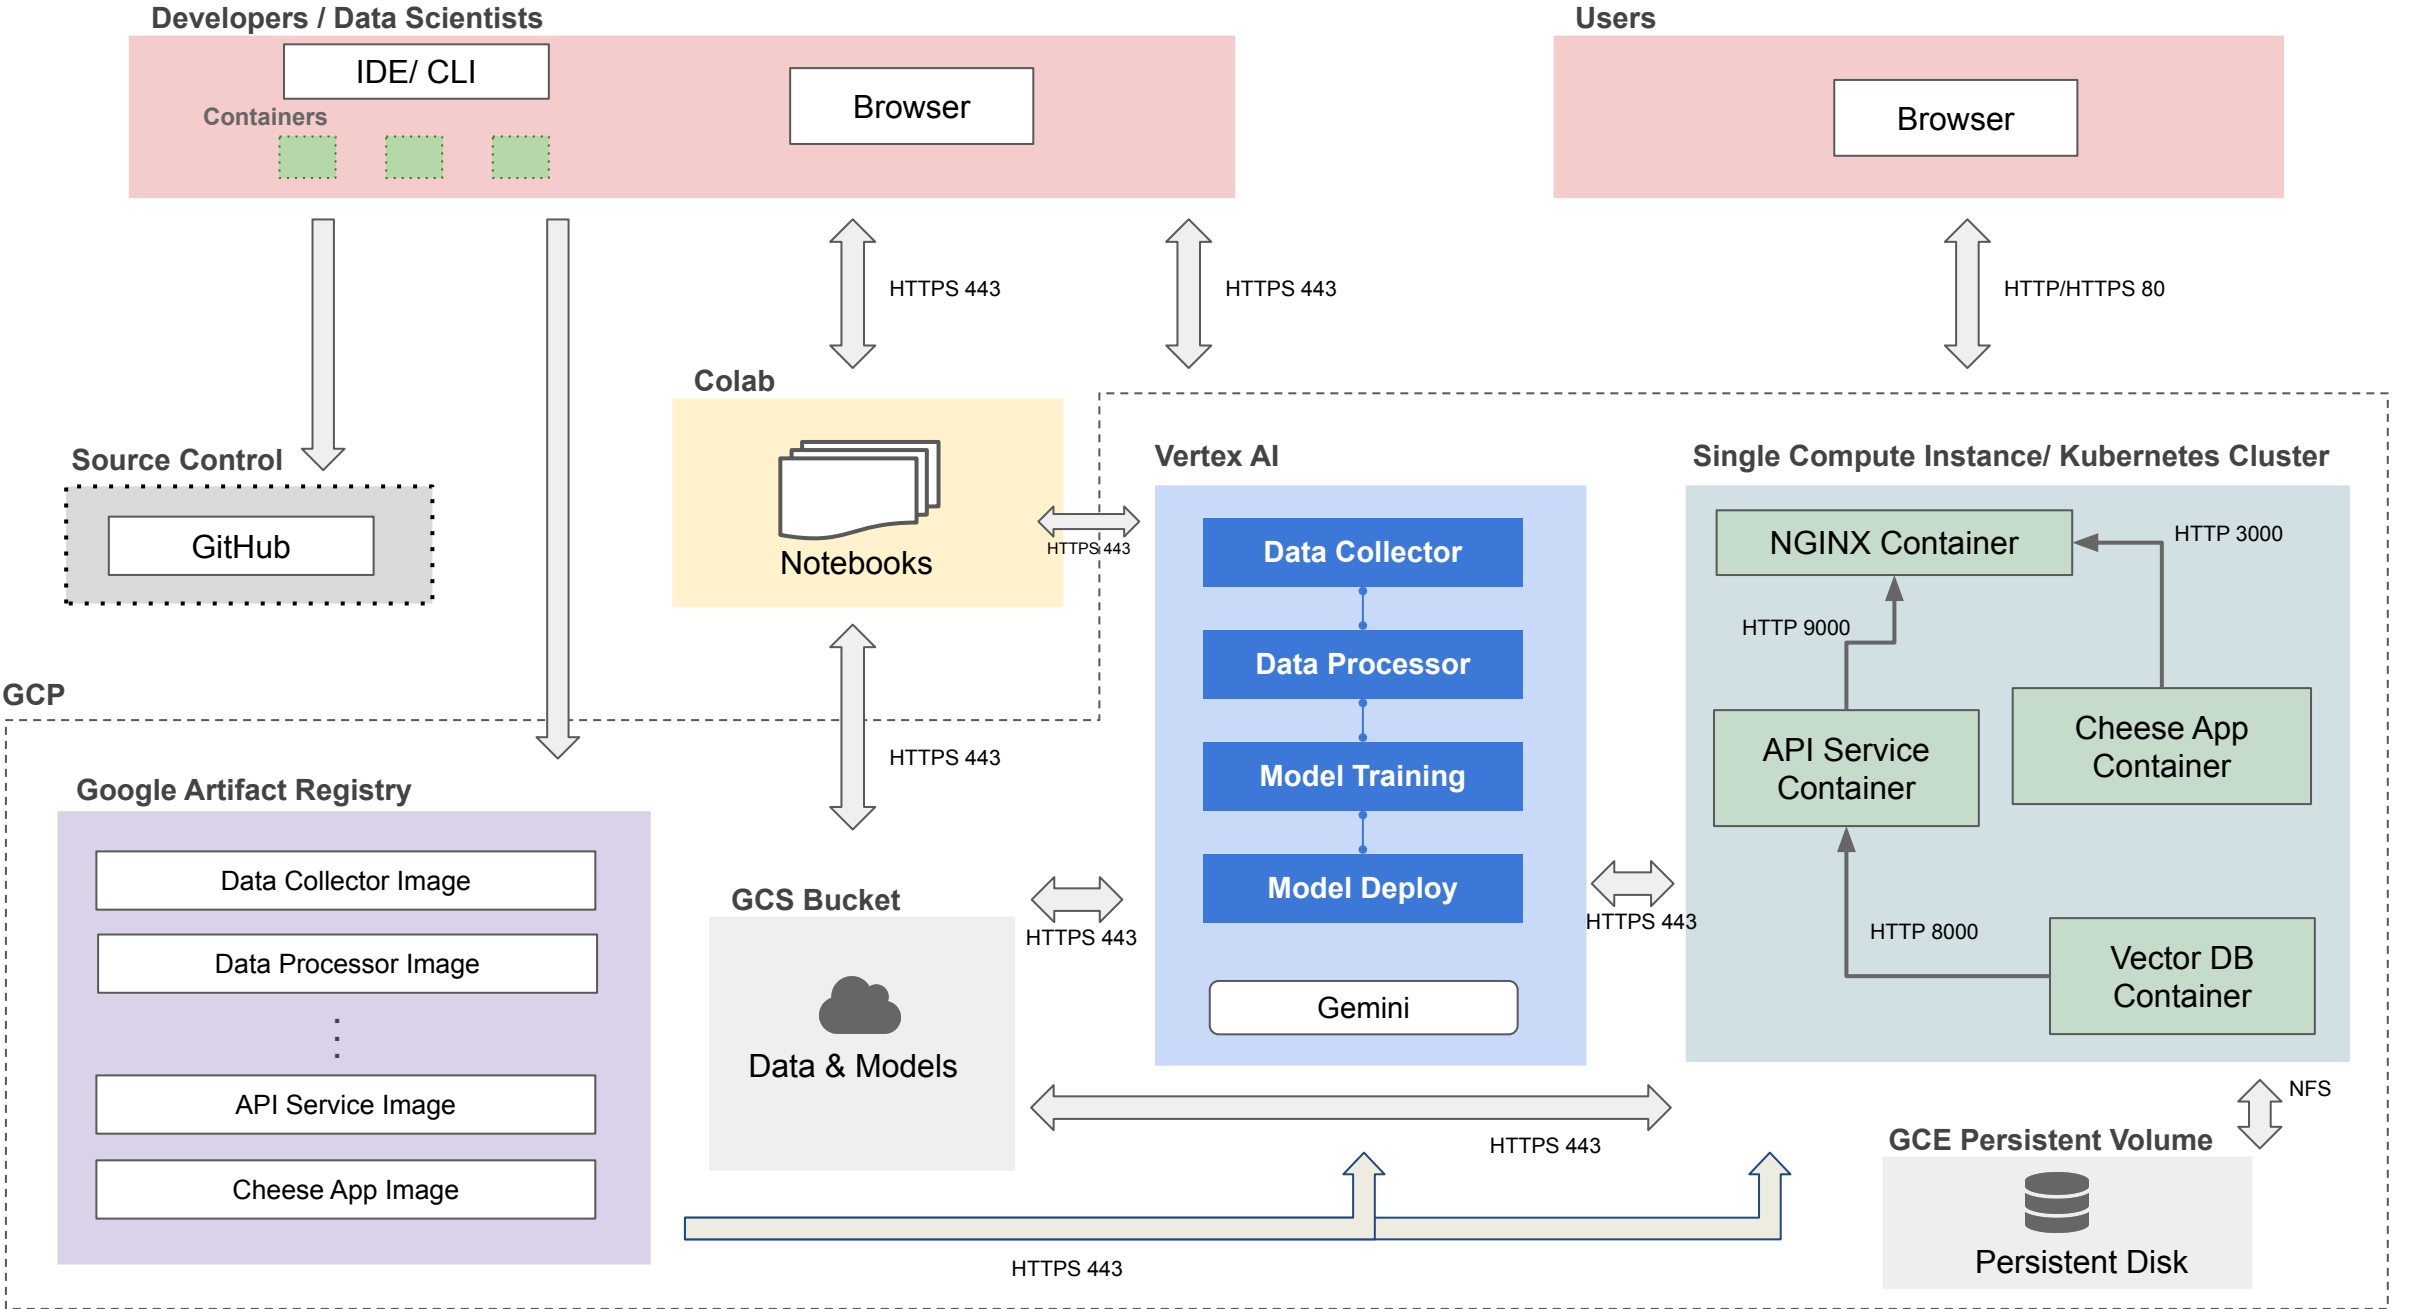 Developers / Data Scientists
Users
IDE/ CLI
Containers
Browser
Browser
HTTPS 443
HTTPS 443
HTTP/HTTPS 80
Colab
Notebooks
HTTPS 443
Source Control
GitHub
GCP
Vertex AI
Data Collector
Data Processor
Model Training
Model Deploy
Gemini
Single Compute Instance/ Kubernetes Cluster
NGINX Container
HTTP 3000
HTTP 9000
API Service
Container
Cheese App
Container
HTTP 8000
Vector DB
Container
HTTPS 443
Google Artifact Registry
Data Collector Image
Data Processor Image
API Service Image
Cheese App Image
GCS Bucket
Data & Models
HTTPS 443
HTTPS 443
HTTPS 443
HTTPS 443
NFS
GCE Persistent Volume
Persistent Disk